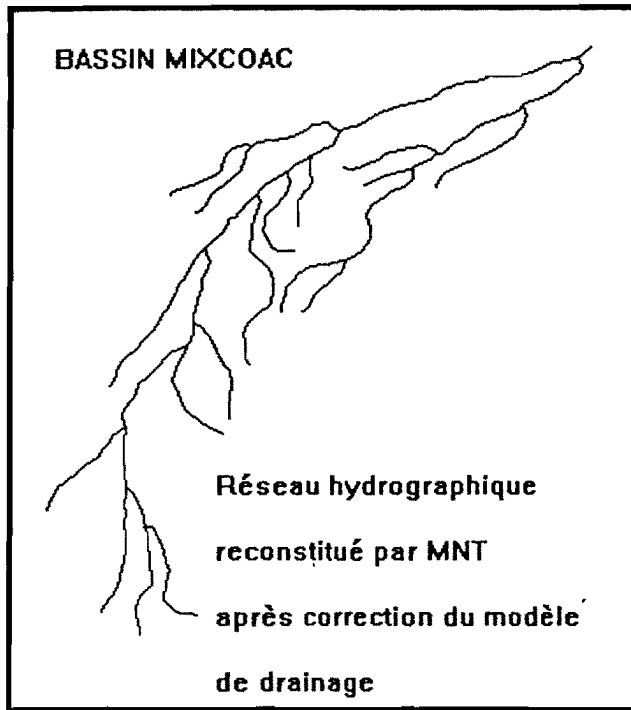 BASSIN MIXCOAC
Réseau hydrographique
reconstitué par MNT
après correction du modèle
de drainage